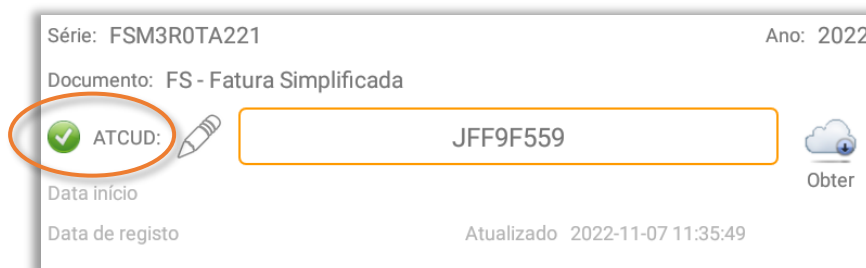 Série: FSM3R0TA221 Ano: 2022
Documento: FS - Fatura Simplificada
ATCUD: JFF9F559
Obter
Data início
Data de registo Atualizado 2022-11-07 11:35:49